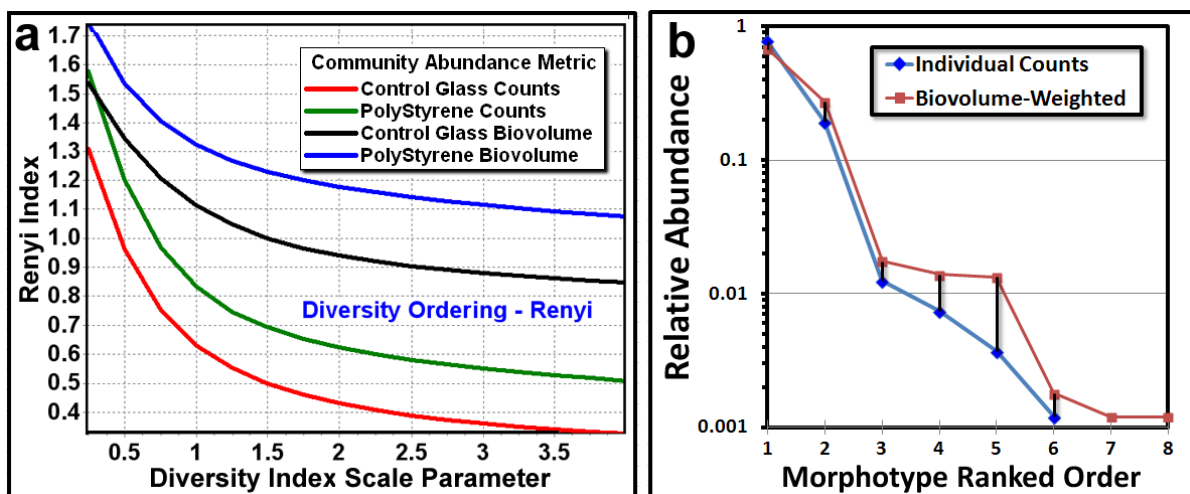 a
1.7
1.6
1.5
1.4
1.3
1.2
1.1
1.0
0.9
0.8
0.7
0.6
0.5
0.4
Renyi Index
Community Abundance Metric
Control Glass Counts
PolyStyrene Counts
Control Glass Biovolume
PolyStyrene Biovolume
Diversity Ordering - Renyi
0.5 1 1.5 2 2.5 3 3.5
Diversity Index Scale Parameter
b
1
0.1
0.01
0.001
Relative Abundance
Individual Counts
Biovolume-Weighted
1 2 3 4 5 6 7 8
Morphotype Ranked Order